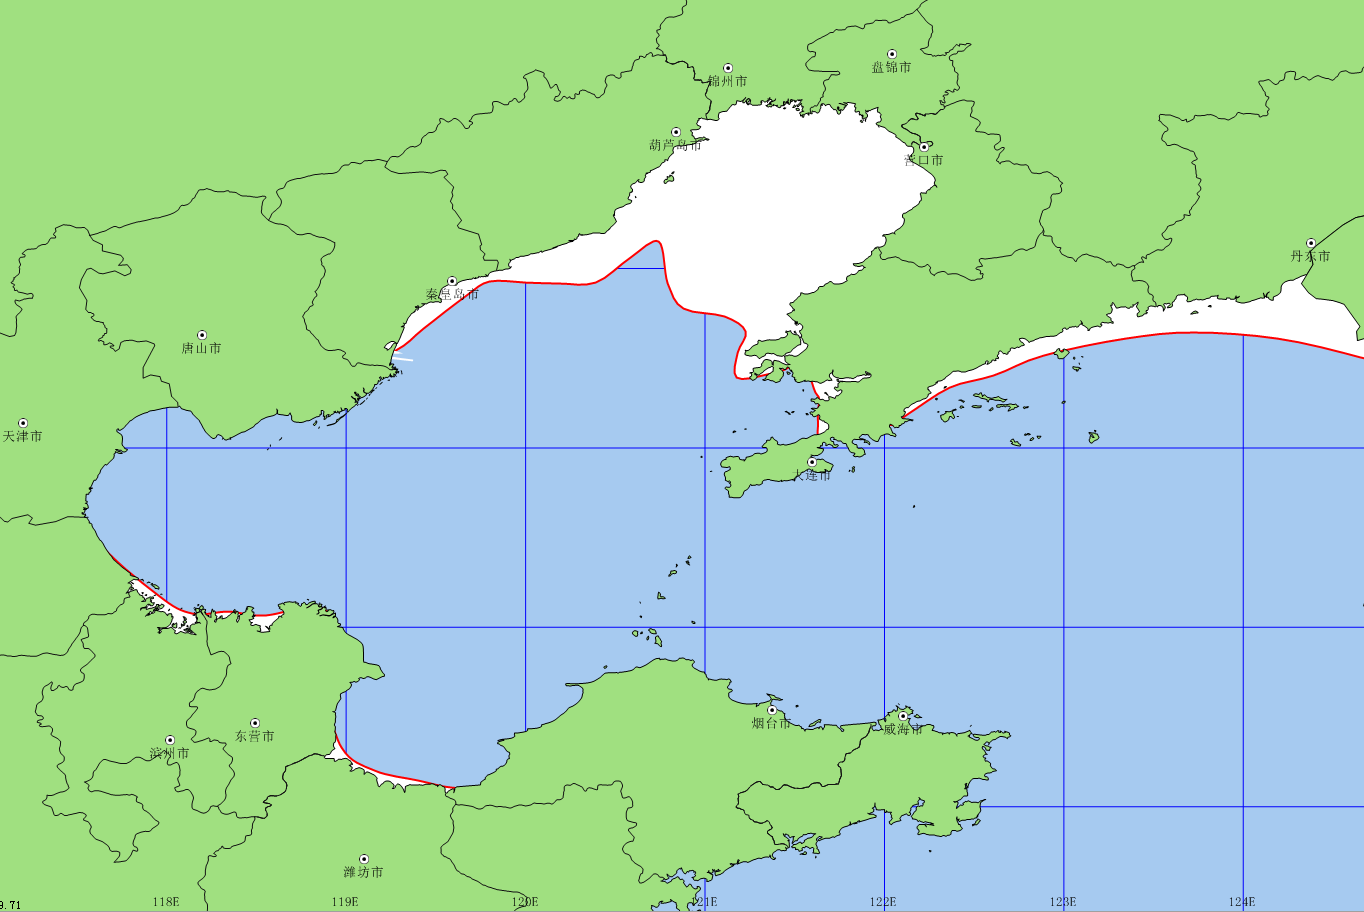 盘锦市
锦州市
葫芦岛市
营口市
丹东市
秦皇岛市
唐山市
天津市
大连市
烟台市
威海市
东营市
滨州市
潍坊市
118E
119E
120E
121E
122E
123E
124E
9.71